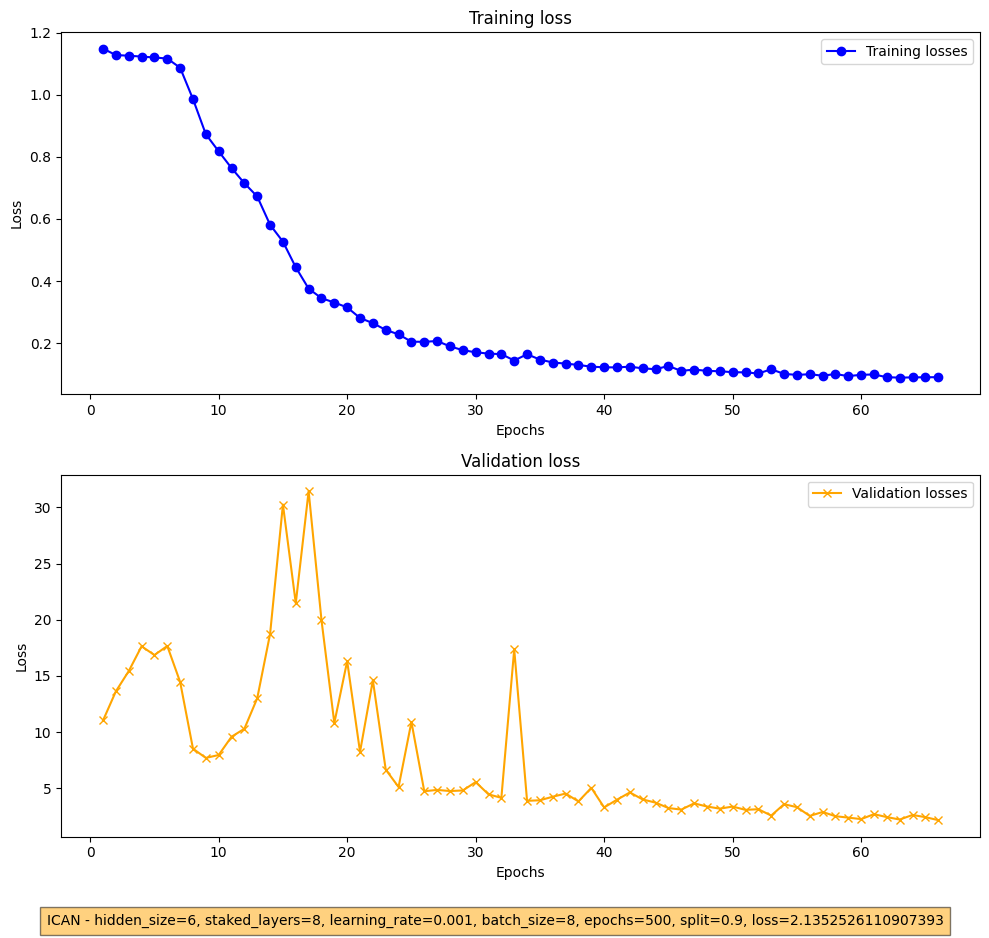 Training loss
Training losses
1.2
1.0
0.8
0.6
0.4
0.2
Loss
0 10 20 30 40 50 60
Epochs
Validation loss
Validation losses
30
25
20
15
10
5
Loss
0 10 20 30 40 50 60
Epochs
ICAN - hidden_size=6, staked_layers=8, learning_rate=0.001, batch_size=8, epochs=500, split=0.9, loss=2.1352526110907393